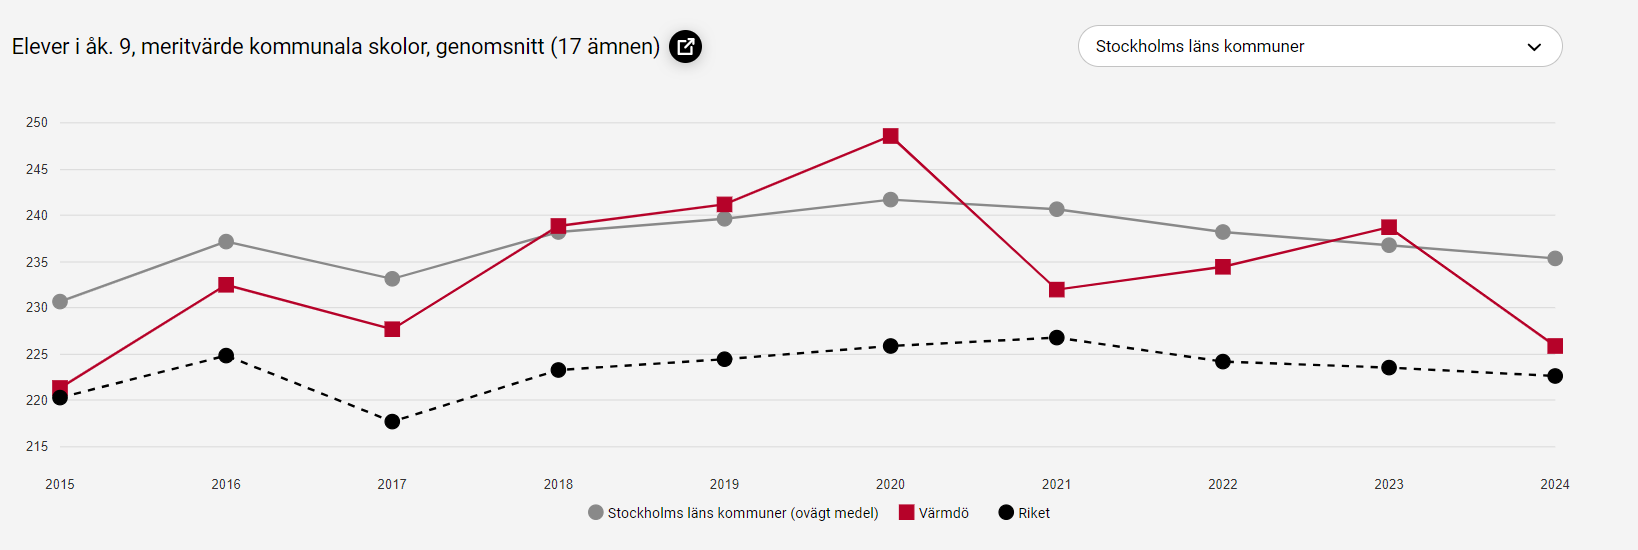 Elever i åk. 9, meritvärde kommunala skolor, genomsnitt (17 ämnen)
Stockholms läns kommuner
250
245
240
235
230
225
220
215
2015 2016 2017 2018 2019 2020 2021 2022 2023 2024
Stockholms läns kommuner (ovägt medel) Värmdö Riket